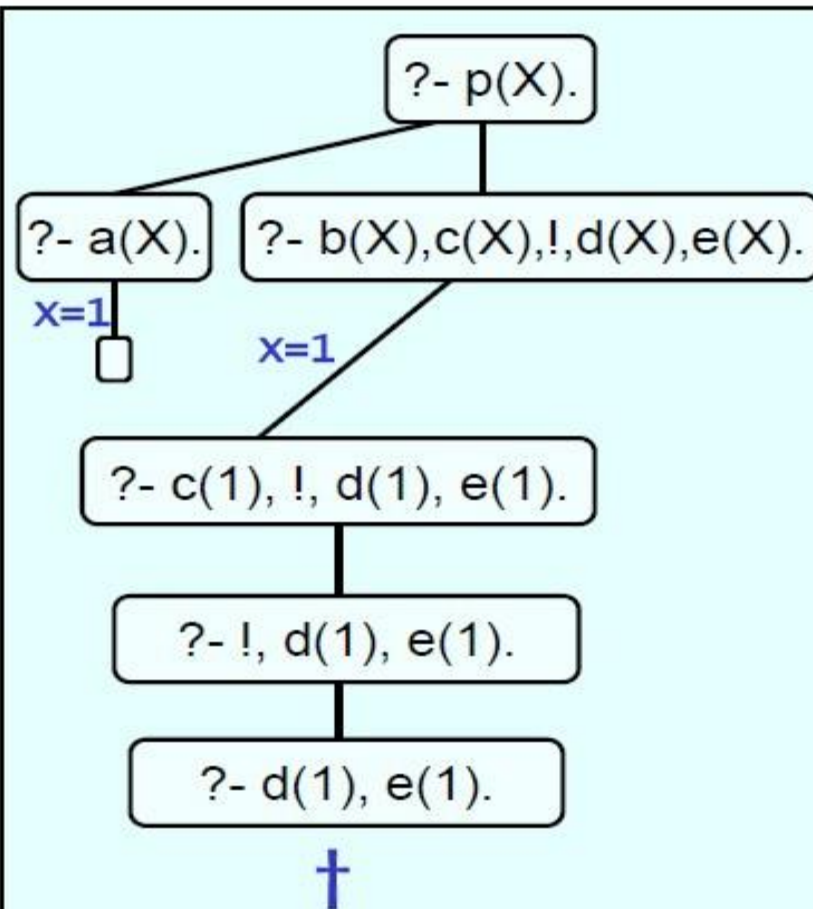 ?- p(X).
?- a(X).
?- b(X),c(X),!,d(X),e(X).
X=1
X=1
?- c(1), !, d(1), e(1).
?- !, d(1), e(1).
?- d(1), e(1).
†